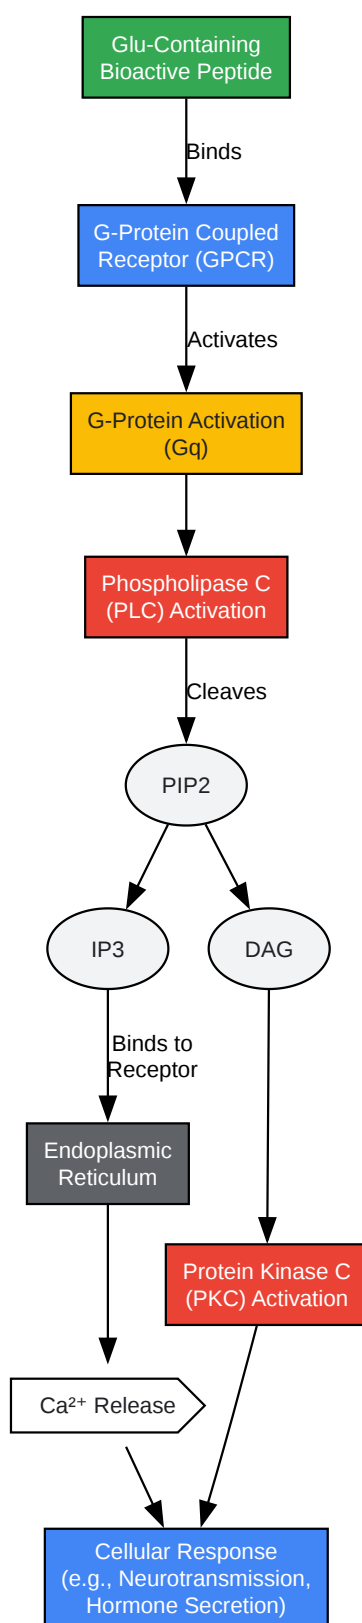 Glu-Containing
Bioactive Peptide
Binds
G-Protein Coupled
Receptor (GPCR)
Activates
G-Protein Activation
(Gq)
Phospholipase C
(PLC) Activation
Cleaves
PIP2
IP3
DAG
Binds to
Receptor
Endoplasmic
Reticulum
Protein Kinase C
(PKC) Activation
Ca²⁺ Release
Cellular Response
(e.g., Neurotransmission,
Hormone Secretion)